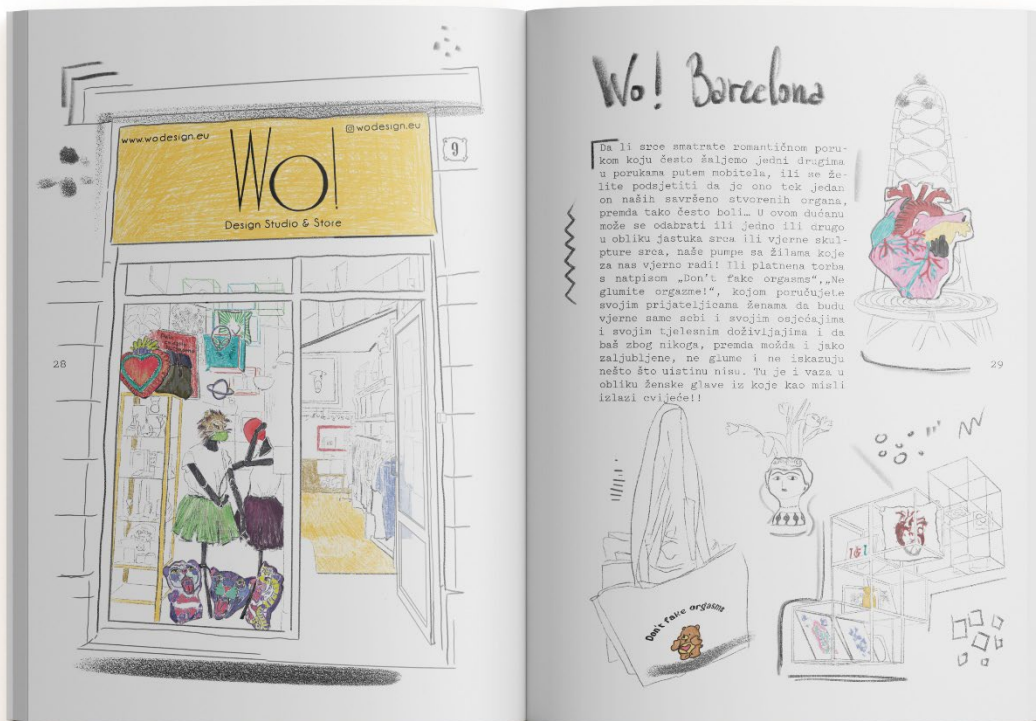 www.wodesign.eu
wodesign.eu
Wo!
Design Studio & Store
9
28
Wo! Barcelona
Da li srce smatrate romantičnom poru-
kom koju često šaljemo jedni drugima
u porukama putem mobitela, ili se že-
lite podsjetiti da je ono tek jedan
on naših savršeno stvorenih organa,
premda tako često boli… U ovom dućanu
može se odabrati ili jedno ili drugo
u obliku jastuka srca ili vjerne skul-
pture srca, naše pumpe sa žilama koje
za nas vjerno radi! Ili platnena torba
s natpisom „Don't fake orgasms“,„Ne
glumite orgazme!“, kojom poručujete
svojim prijateljicama ženama da budu
vjerne samo sebi i svojim osjećajima
i svojim tjelesnim doživljajima i da
baš zbog nikoga, premda možda i jako
zaljubljene, ne glume i ne iskazuju
nešto što uistinu nisu. Tu je i vaza u
obliku ženske glave iz koje kao misli
izlazi cvijeće!!
29
Don't fake orgasms